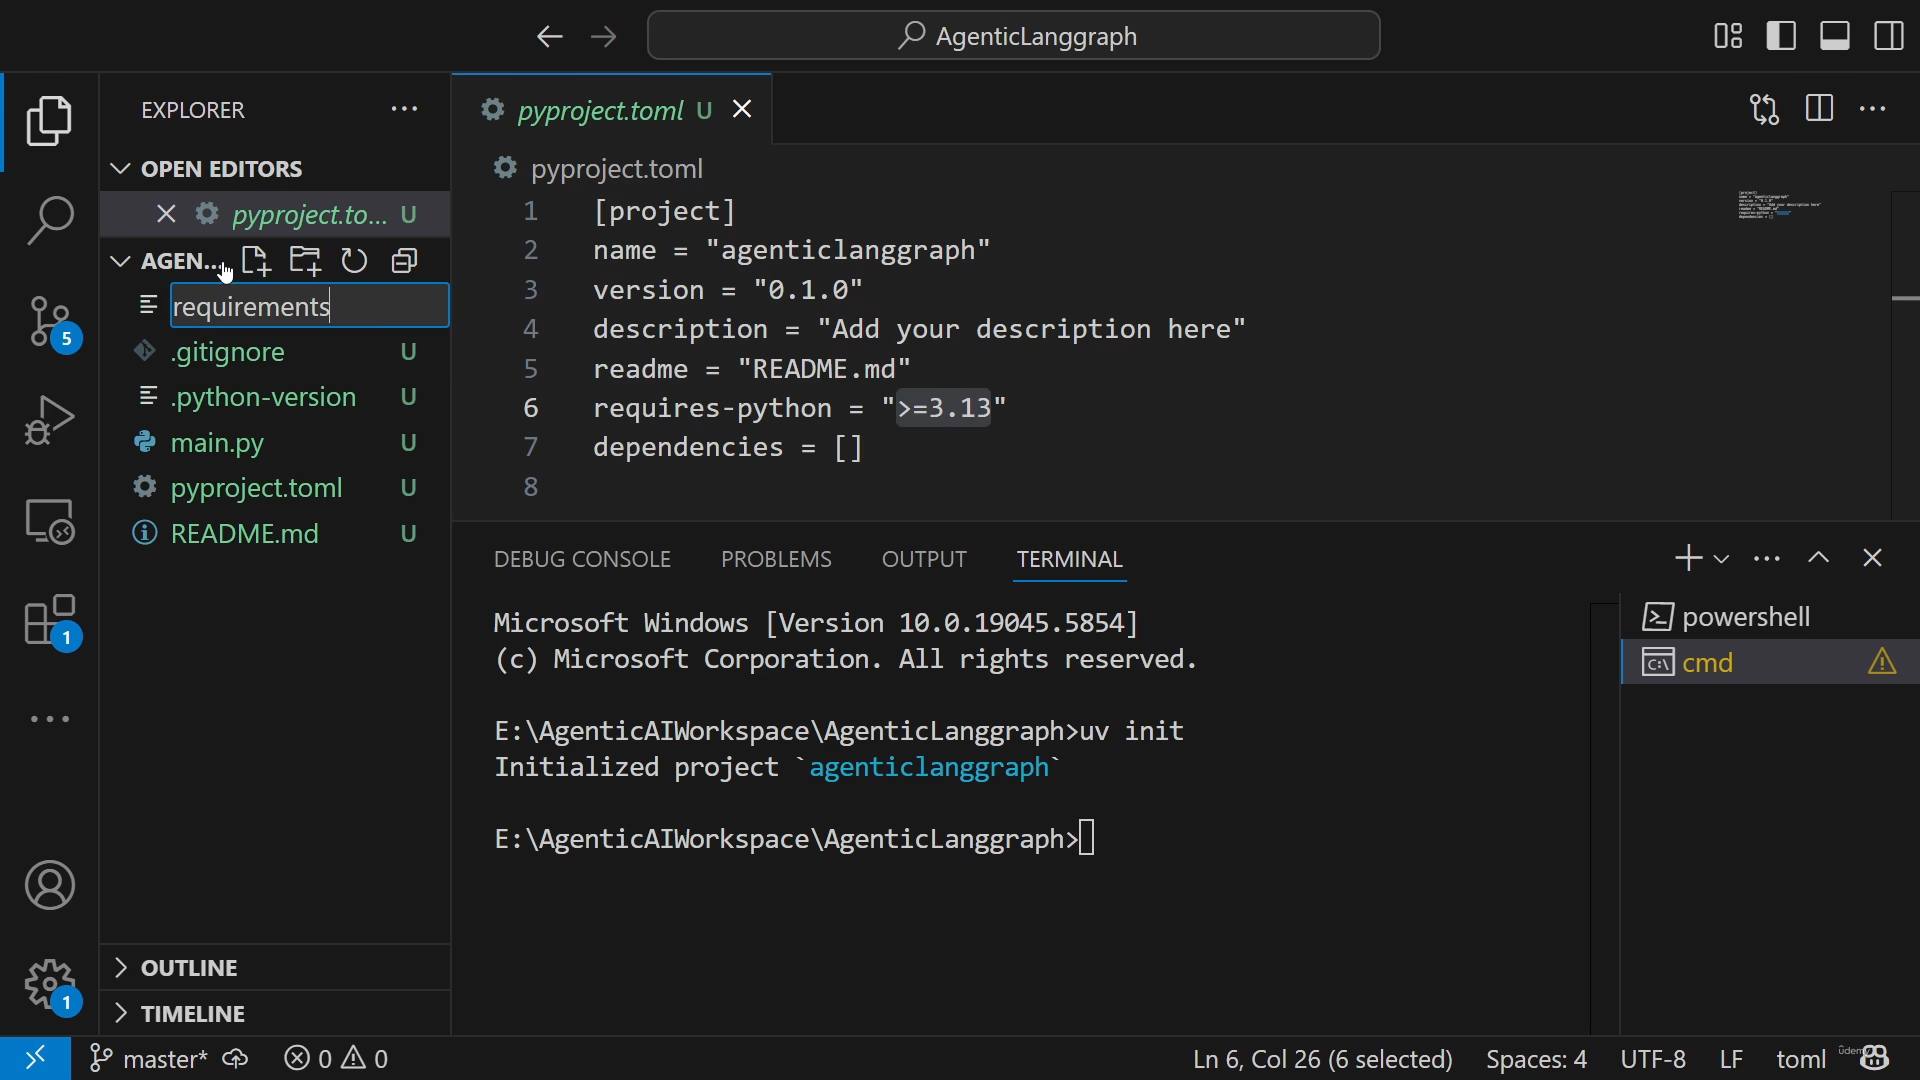 AgenticLanggraph
EXPLORER
OPEN EDITORS
pyproject.to... U
AGEN...
requirements
.gitignore U
.python-version U
main.py U
pyproject.toml U
README.md U
OUTLINE
TIMELINE
5
1
1
pyproject.toml U
pyproject.toml
1 [project]
2 name = "agenticlanggraph"
3 version = "0.1.0"
4 description = "Add your description here"
5 readme = "README.md"
6 requires-python = ">=3.13"
7 dependencies = []
8
DEBUG CONSOLE PROBLEMS OUTPUT TERMINAL
Microsoft Windows [Version 10.0.19045.5854]
(c) Microsoft Corporation. All rights reserved.
E:\AgenticAIWorkspace\AgenticLanggraph>uv init
Initialized project `agenticlanggraph`
E:\AgenticAIWorkspace\AgenticLanggraph>
powershell
cmd
master* 0 0 Ln 6, Col 26 (6 selected) Spaces: 4 UTF-8 LF toml
udemy